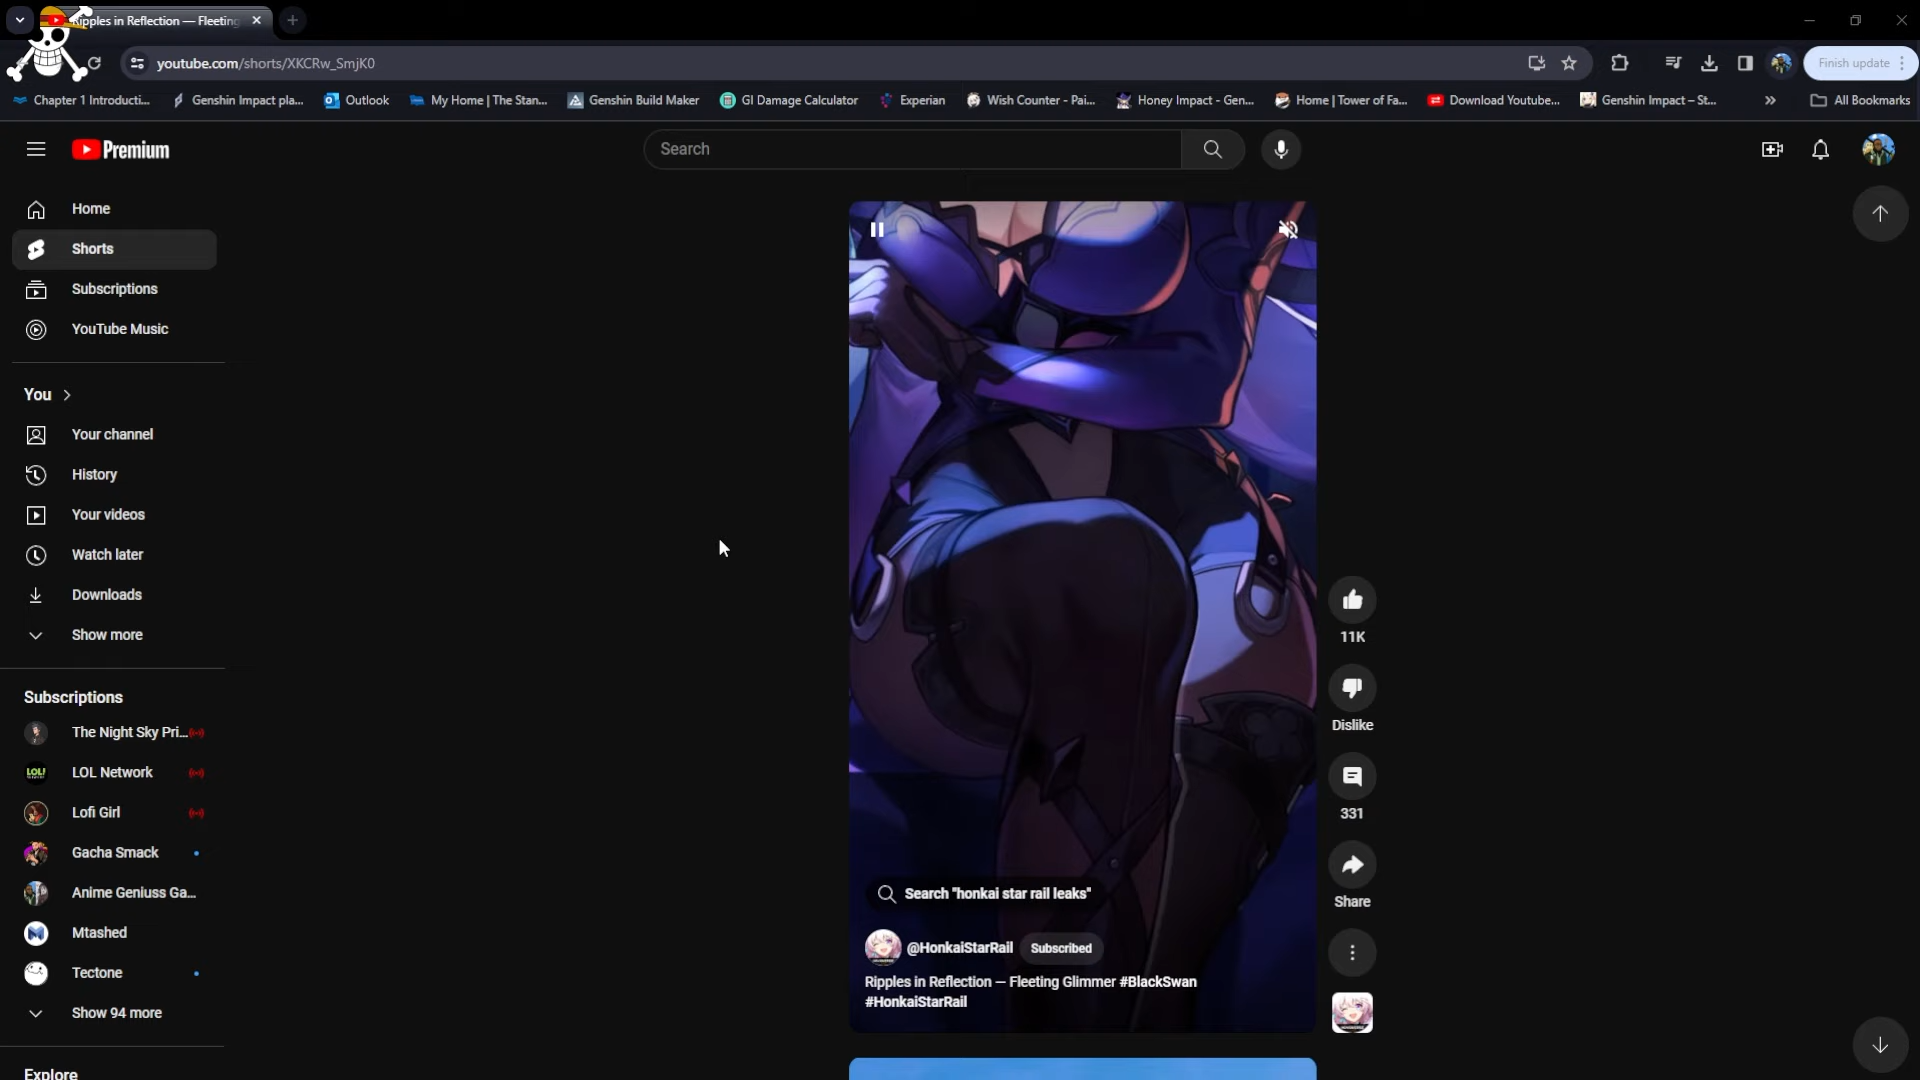 Ripples in Reflection — Fleeting
youtube.com/shorts/XKCRw_SmjK0
Finish update
Chapter 1 Introducti...
Genshin Impact pla...
Outlook
My Home | The Stan...
Genshin Build Maker
GI Damage Calculator
Experian
Wish Counter - Pai...
Honey Impact - Gen...
Home | Tower of Fa...
Download Youtube...
Genshin Impact – St...
All Bookmarks
Premium
Search
Home
Shorts
Subscriptions
YouTube Music
You
Your channel
History
Your videos
Watch later
Downloads
Show more
Subscriptions
The Night Sky Pri...
LOL Network
Lofi Girl
Gacha Smack
Anime Geniuss Ga...
Mtashed
Tectone
Show 94 more
Explore
Search "honkai star rail leaks"
@HonkaiStarRail Subscribed
Ripples in Reflection — Fleeting Glimmer #BlackSwan
#HonkaiStarRail
11K
Dislike
331
Share